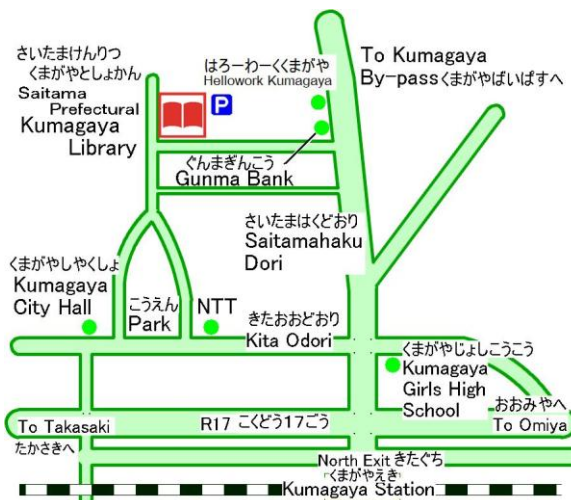 さいたまけんりつ
くまがやとしょかん
Saitama
Prefectural
Kumagaya
Library
P
はろーわーくくまがや
Hellowork Kumagaya
To Kumagaya
By-pass くまがやばいぱすへ
ぐんまぎんこう
Gunma Bank
さいたまはくどおり
Saitamahaku
Dori
くまがやしやくしょ
Kumagaya
City Hall
こうえん
Park
NTT
きたおおどおり
Kita Odori
くまがやじょしこうこう
Kumagaya
Girls High
School
おおみやへ
To Omiya
To Takasaki
たかさきへ
R17 こくどう17ごう
North Exit きたぐち
くまがやえき
Kumagaya Station